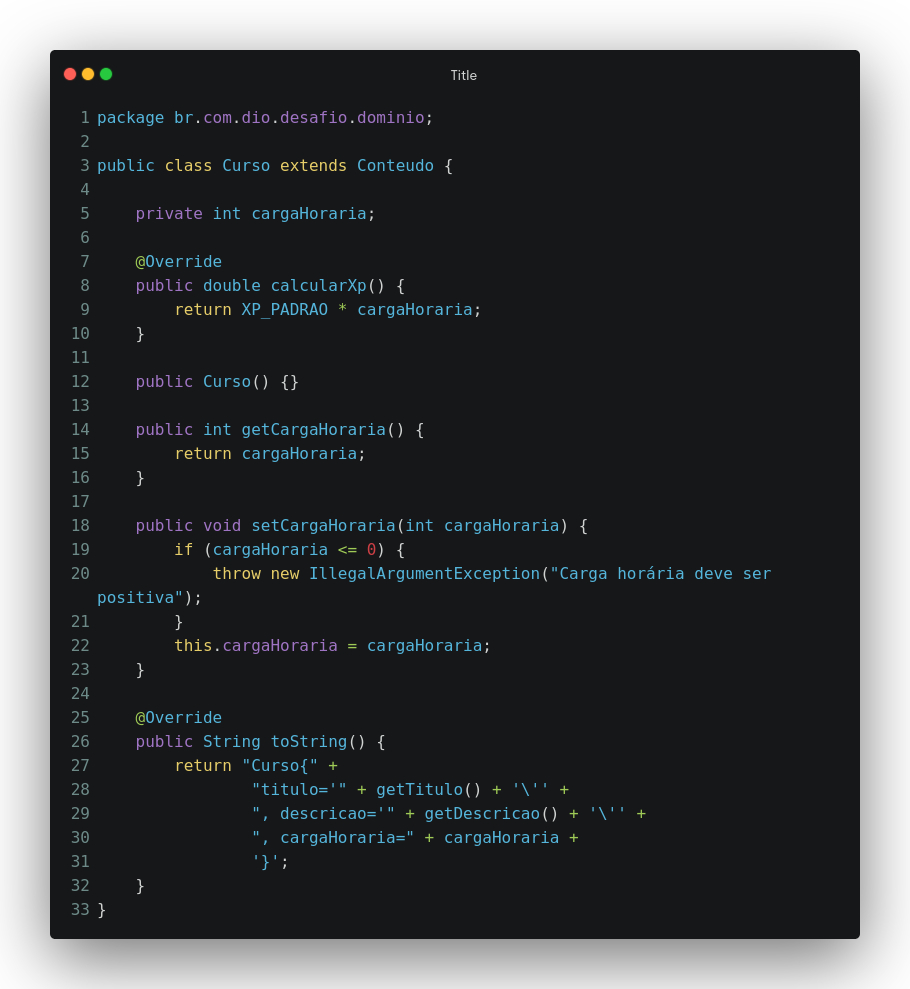 Title
1 package br.com.dio.desafio.dominio;
2
3 public class Curso extends Conteudo {
4
5     private int cargaHoraria;
6
7     @Override
8     public double calcularXp() {
9         return XP_PADRAO * cargaHoraria;
10     }
11
12     public Curso() {}
13
14     public int getCargaHoraria() {
15         return cargaHoraria;
16     }
17
18     public void setCargaHoraria(int cargaHoraria) {
19         if (cargaHoraria <= 0) {
20             throw new IllegalArgumentException("Carga horária deve ser
positiva");
21         }
22         this.cargaHoraria = cargaHoraria;
23     }
24
25     @Override
26     public String toString() {
27         return "Curso{" +
28                 "titulo='" + getTitulo() + '\'' +
29                 ", descricao='" + getDescricao() + '\'' +
30                 ", cargaHoraria=" + cargaHoraria +
31                 '}';
32     }
33 }